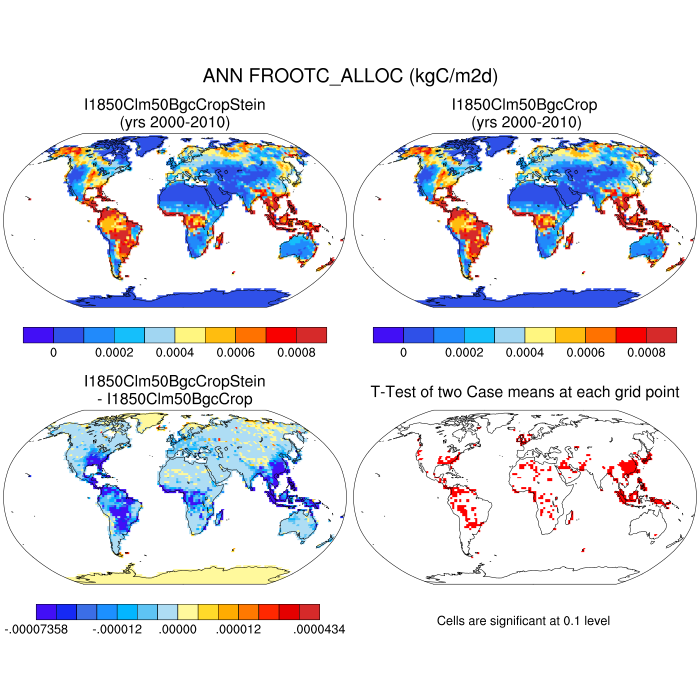 ANN FROOTC_ALLOC (kgC/m2d)
I1850Clm50BgcCropStein
(yrs 2000-2010)
I1850Clm50BgcCrop
(yrs 2000-2010)
0 0.0002 0.0004 0.0006 0.0008
0 0.0002 0.0004 0.0006 0.0008
I1850Clm50BgcCropStein
- I1850Clm50BgcCrop
T-Test of two Case means at each grid point
-.00007358 -.000012 .00000 .000012 .0000434
Cells are significant at 0.1 level